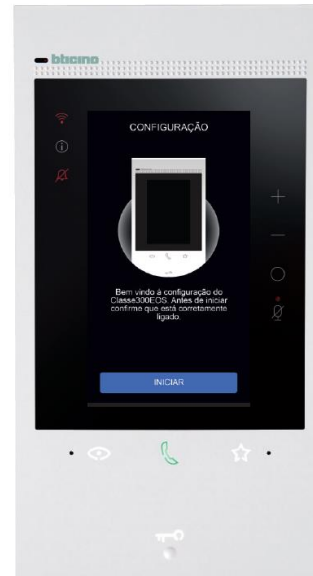 bticino
CONFIGURAÇÃO
Bem vindo à configuração do
Classe300EOS. Antes de iniciar
confirme que está corretamente
ligado.
INICIAR